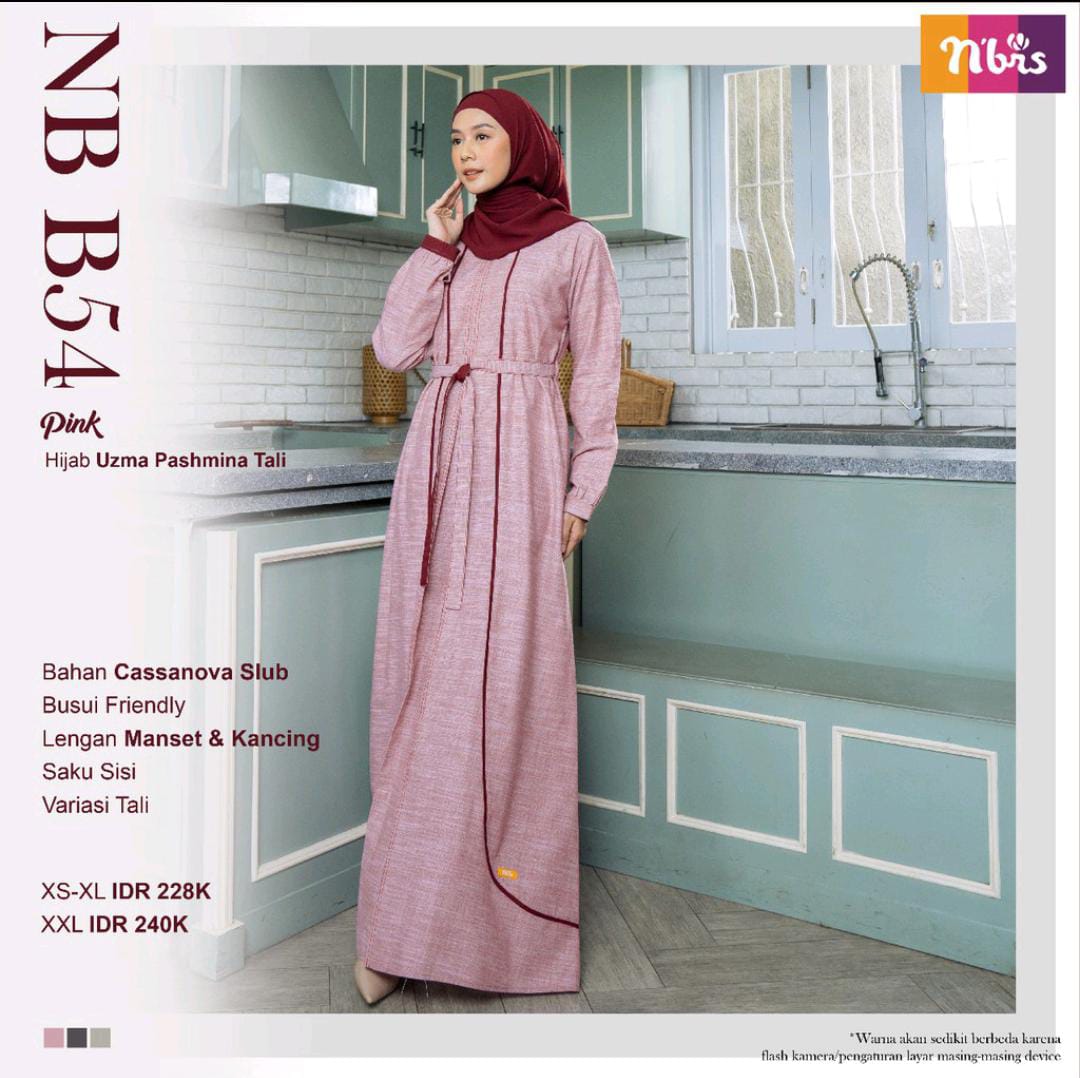 N'brs
NB B54
Pink
Hijab Uzma Pashmina Tali
Bahan Cassanova Slub
Busui Friendly
Lengan Manset & Kancing
Saku Sisi
Variasi Tali
XS-XL IDR 228K
XXL IDR 240K
*Warna akan sedikit berbeda karena
flash kamera/pengaturan layar masing-masing device